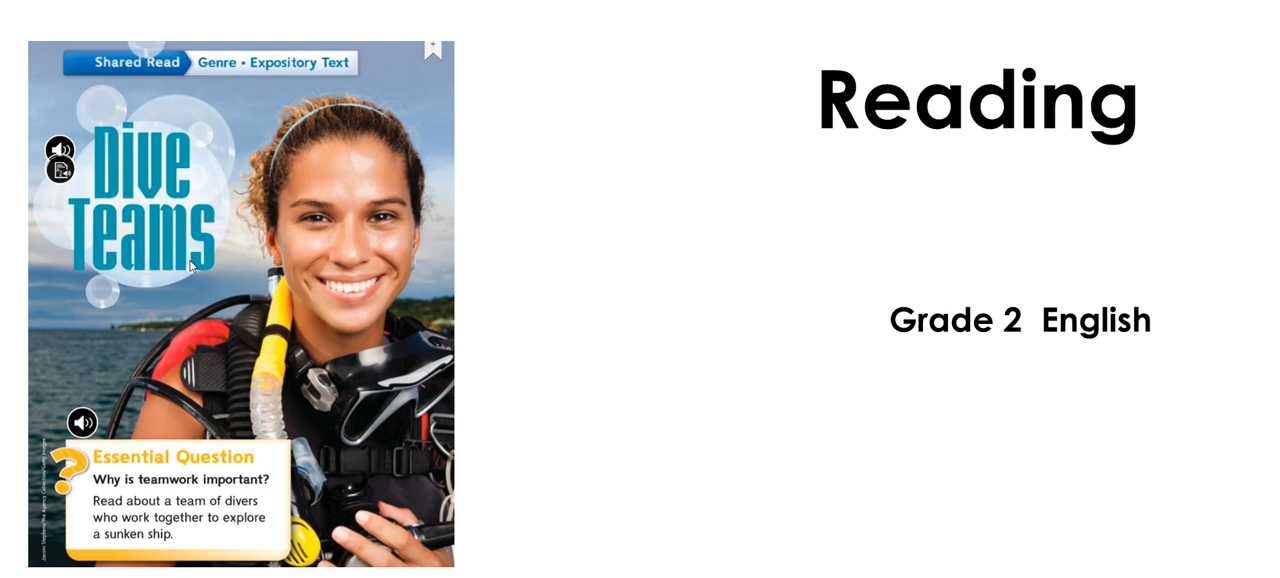 Shared Read
Genre • Expository Text
Dive
Teams
Essential Question
Why is teamwork important?
Read about a team of divers
who work together to explore
a sunken ship.
Reading
Grade 2 English